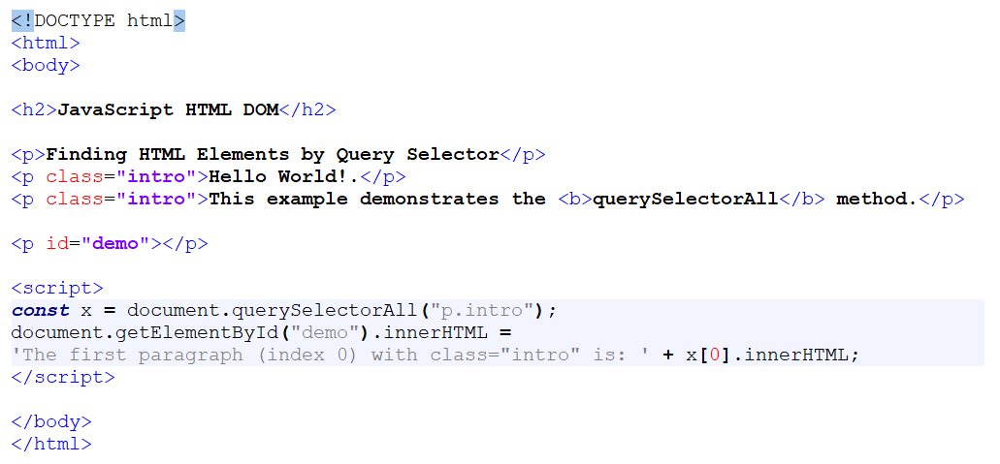 <!DOCTYPE html>
<html>
<body>
<h2>JavaScript HTML DOM</h2>
<p>Finding HTML Elements by Query Selector</p>
<p class="intro">Hello World!.</p>
<p class="intro">This example demonstrates the <b>querySelectorAll</b> method.</p>
<p id="demo"></p>
<script>
const x = document.querySelectorAll("p.intro");
document.getElementById("demo").innerHTML =
'The first paragraph (index 0) with class="intro" is: ' + x[0].innerHTML;
</script>
</body>
</html>